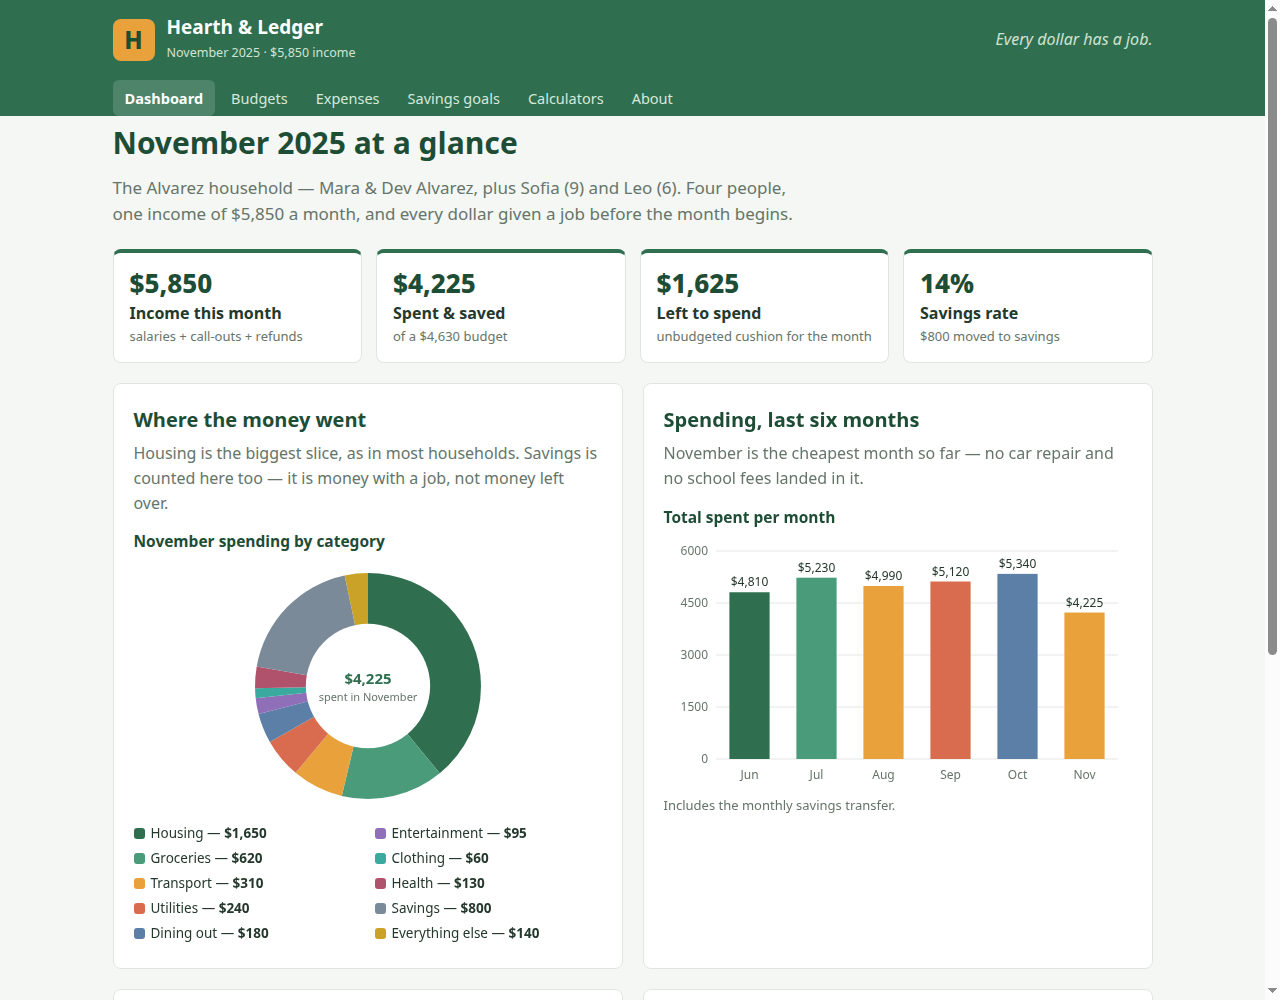 H
Hearth & Ledger
November 2025 · $5,850 income
Every dollar has a job.
Dashboard
Budgets
Expenses
Savings goals
Calculators
About
November 2025 at a glance
The Alvarez household — Mara & Dev Alvarez, plus Sofia (9) and Leo (6). Four people,
one income of $5,850 a month, and every dollar given a job before the month begins.
$5,850
Income this month
salaries + call-outs + refunds
$4,225
Spent & saved
of a $4,630 budget
$1,625
Left to spend
unbudgeted cushion for the month
14%
Savings rate
$800 moved to savings
Where the money went
Housing is the biggest slice, as in most households. Savings is
counted here too — it is money with a job, not money left
over.
November spending by category
$4,225
spent in November
Housing — $1,650
Groceries — $620
Transport — $310
Utilities — $240
Dining out — $180
Entertainment — $95
Clothing — $60
Health — $130
Savings — $800
Everything else — $140
Spending, last six months
November is the cheapest month so far — no car repair and
no school fees landed in it.
Total spent per month
6000
4500
3000
1500
0
$4,810
$5,230
$4,990
$5,120
$5,340
$4,225
Jun
Jul
Aug
Sep
Oct
Nov
Includes the monthly savings transfer.